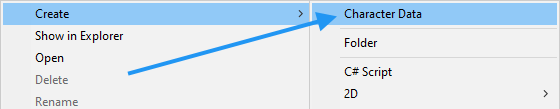 Create
Show in Explorer
Open
Delete
Rename
Character Data
Folder
C# Script
2D